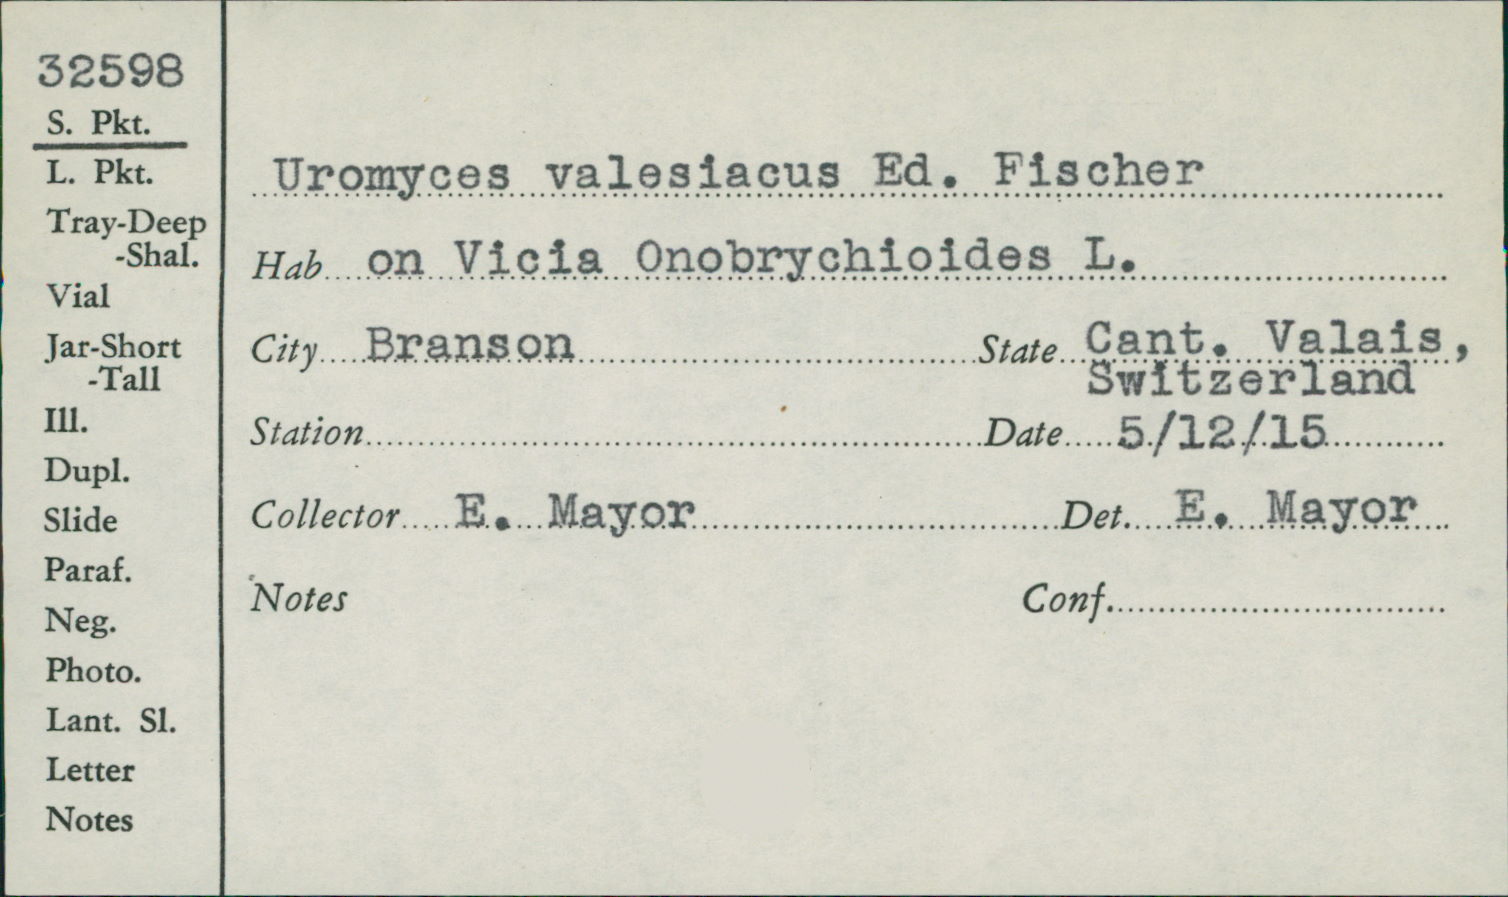 32598
S. Pkt.
L. Pkt.
Tray-Deep
-Shal.
Vial
Jar-Short
-Tall
Ill.
Dupl.
Slide
Paraf.
Neg.
Photo.
Lant. Sl.
Letter
Notes
Uromyces valesiacus Ed. Fischer
Hab on Vicia Onobrychioides L.
City Branson State Cant. Valais,
Switzerland
Station Date 5/12/15
Collector E. Mayor Det. E. Mayor
Notes Conf.